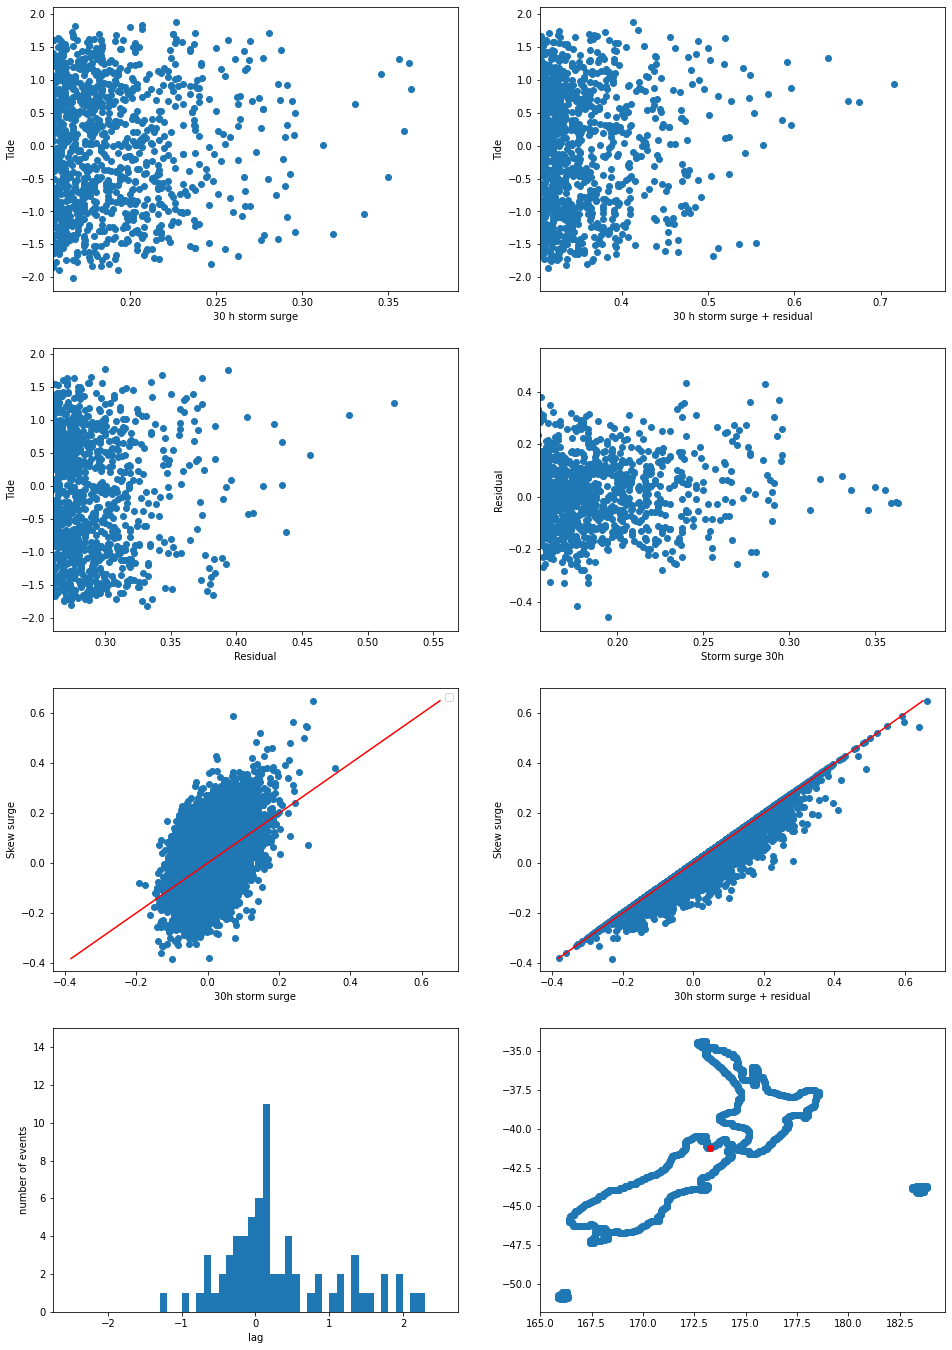 2.0
1.5
1.0
0.5
0.0
−0.5
−1.0
−1.5
−2.0
Tide
0.20 0.25 0.30 0.35
30 h storm surge
2.0
1.5
1.0
0.5
0.0
−0.5
−1.0
−1.5
−2.0
Tide
0.4 0.5 0.6 0.7
30 h storm surge + residual
2.0
1.5
1.0
0.5
0.0
−0.5
−1.0
−1.5
−2.0
Tide
0.30 0.35 0.40 0.45 0.50 0.55
Residual
0.4
0.2
0.0
−0.2
−0.4
Residual
0.20 0.25 0.30 0.35
Storm surge 30h
0.6
0.4
0.2
0.0
−0.2
−0.4
Skew surge
−0.4 −0.2 0.0 0.2 0.4 0.6
30h storm surge
0.6
0.4
0.2
0.0
−0.2
−0.4
Skew surge
−0.4 −0.2 0.0 0.2 0.4 0.6
30h storm surge + residual
14
12
10
8
6
4
2
0
number of events
−2 −1 0 1 2
lag
−35.0
−37.5
−40.0
−42.5
−45.0
−47.5
−50.0
165.0 167.5 170.0 172.5 175.0 177.5 180.0 182.5